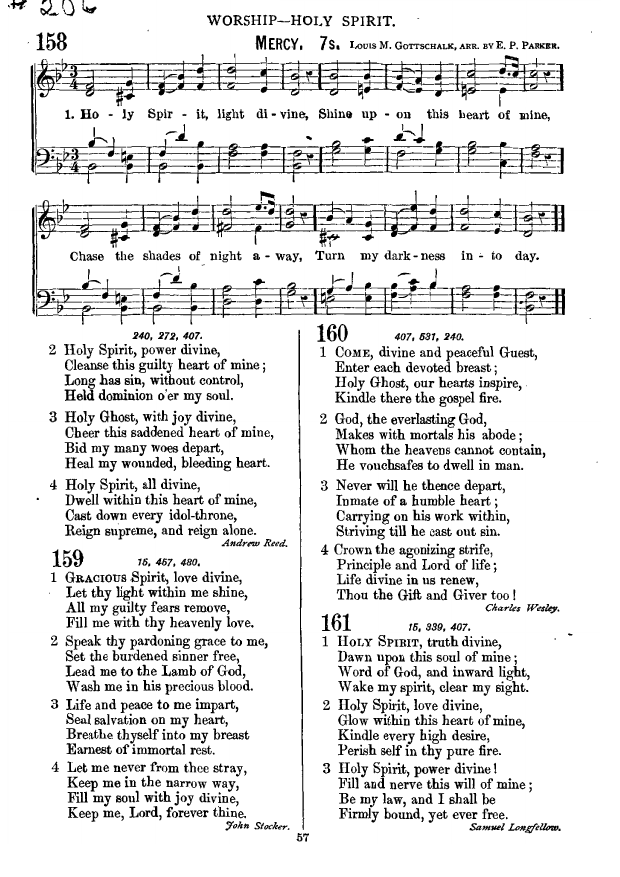 # 206
WORSHIP—HOLY SPIRIT.
158
MERCY. 7s. LOUIS M. GOTTSCHALK, ARR. BY E. P. PARKER.
1. Ho - ly Spir - it, light di - vine, Shine up - on this heart of mine,
Chase the shades of night a - way, Turn my dark - ness in - to day.
240, 272, 407.
2 Holy Spirit, power divine,
Cleanse this guilty heart of mine;
Long has sin, without control,
Held dominion o'er my soul.
3 Holy Ghost, with joy divine,
Cheer this saddened heart of mine,
Bid my many woes depart,
Heal my wounded, bleeding heart.
4 Holy Spirit, all divine,
Dwell within this heart of mine,
Cast down every idol-throne,
Reign supreme, and reign alone.
Andrew Reed.
159
15, 457, 480.
1 GRACIOUS Spirit, love divine,
Let thy light within me shine,
All my guilty fears remove,
Fill me with thy heavenly love.
2 Speak thy pardoning grace to me,
Set the burdened sinner free,
Lead me to the Lamb of God,
Wash me in his precious blood.
3 Life and peace to me impart,
Seal salvation on my heart,
Breathe thyself into my breast
Earnest of immortal rest.
4 Let me never from thee stray,
Keep me in the narrow way,
Fill my soul with joy divine,
Keep me, Lord, forever thine.
John Stocker.
160
407, 531, 240.
1 COME, divine and peaceful Guest,
Enter each devoted breast;
Holy Ghost, our hearts inspire,
Kindle there the gospel fire.
2 God, the everlasting God,
Makes with mortals his abode;
Whom the heavens cannot contain,
He vouchsafes to dwell in man.
3 Never will he thence depart,
Inmate of a humble heart;
Carrying on his work within,
Striving till he cast out sin.
4 Crown the agonizing strife,
Principle and Lord of life;
Life divine in us renew,
Thou the Gift and Giver too!
Charles Wesley.
161
15, 339, 407.
1 HOLY SPIRIT, truth divine,
Dawn upon this soul of mine;
Word of God, and inward light,
Wake my spirit, clear my sight.
2 Holy Spirit, love divine,
Glow within this heart of mine,
Kindle every high desire,
Perish self in thy pure fire.
3 Holy Spirit, power divine!
Fill and nerve this will of mine;
Be my law, and I shall be
Firmly bound, yet ever free.
Samuel Longfellow.
57